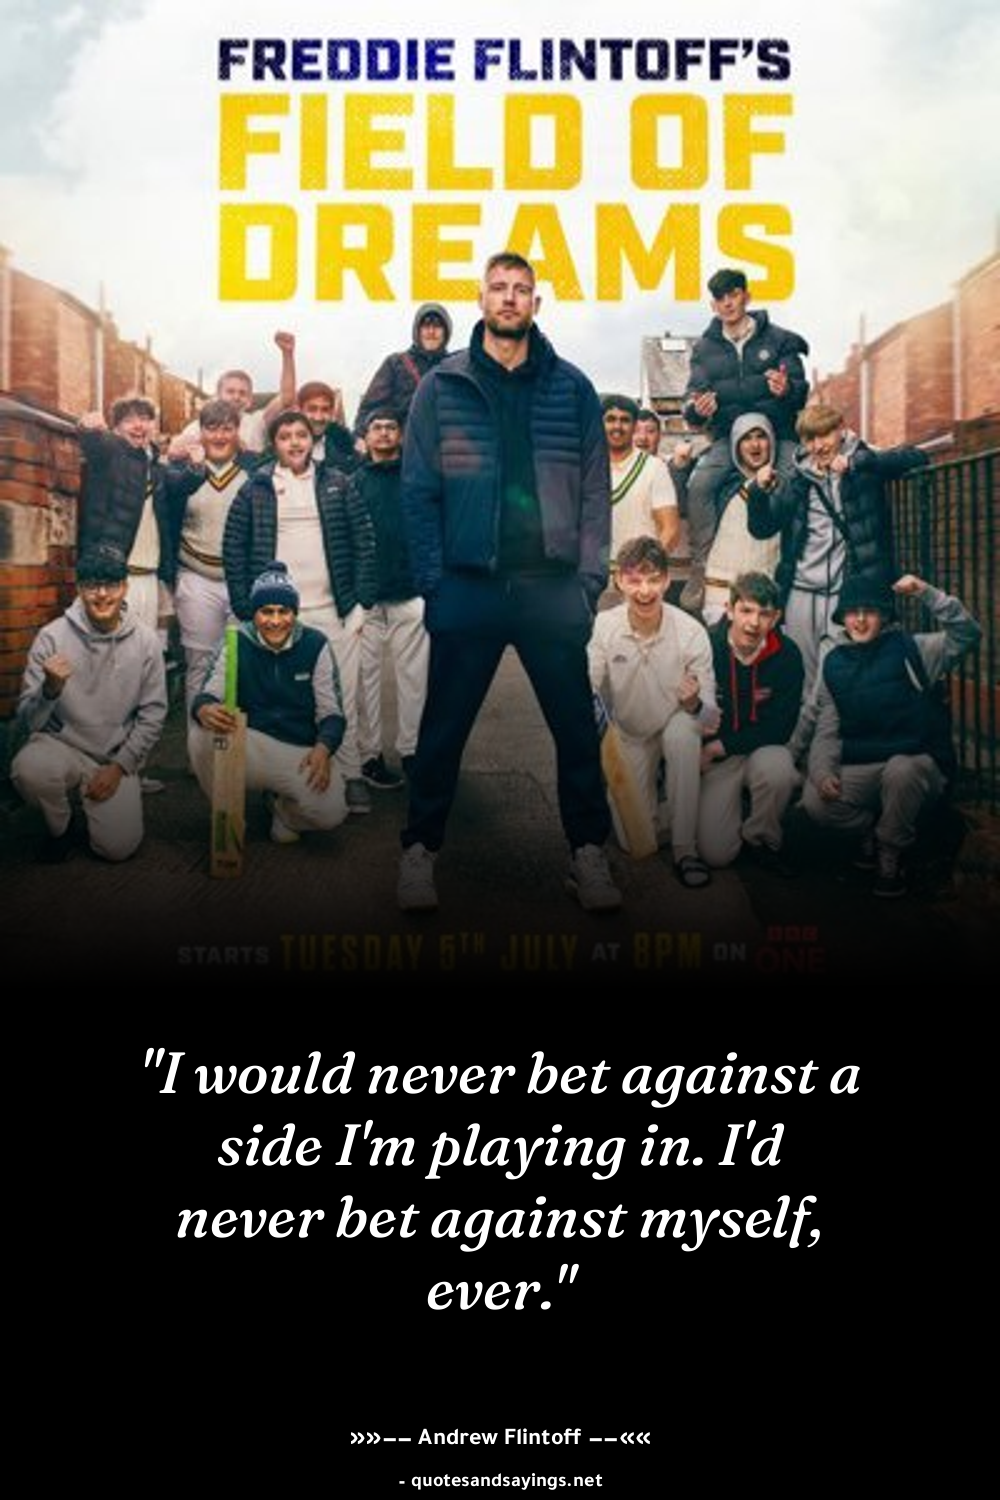 FREDDIE FLINTOFF'S
FIELD OF
DREAMS
STARTS TUESDAY 5TH JULY AT 8PM ON BBC ONE
"I would never bet against a
side I'm playing in. I'd
never bet against myself,
ever."
»»–– Andrew Flintoff ––««
- quotesandsayings.net